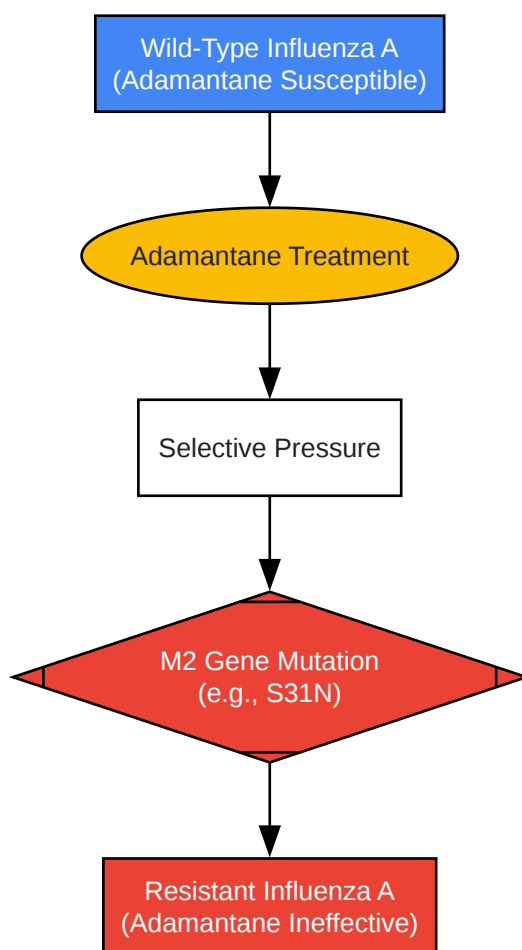 Wild-Type Influenza A
(Adamantane Susceptible)
Adamantane Treatment
Selective Pressure
M2 Gene Mutation
(e.g., S31N)
Resistant Influenza A
(Adamantane Ineffective)